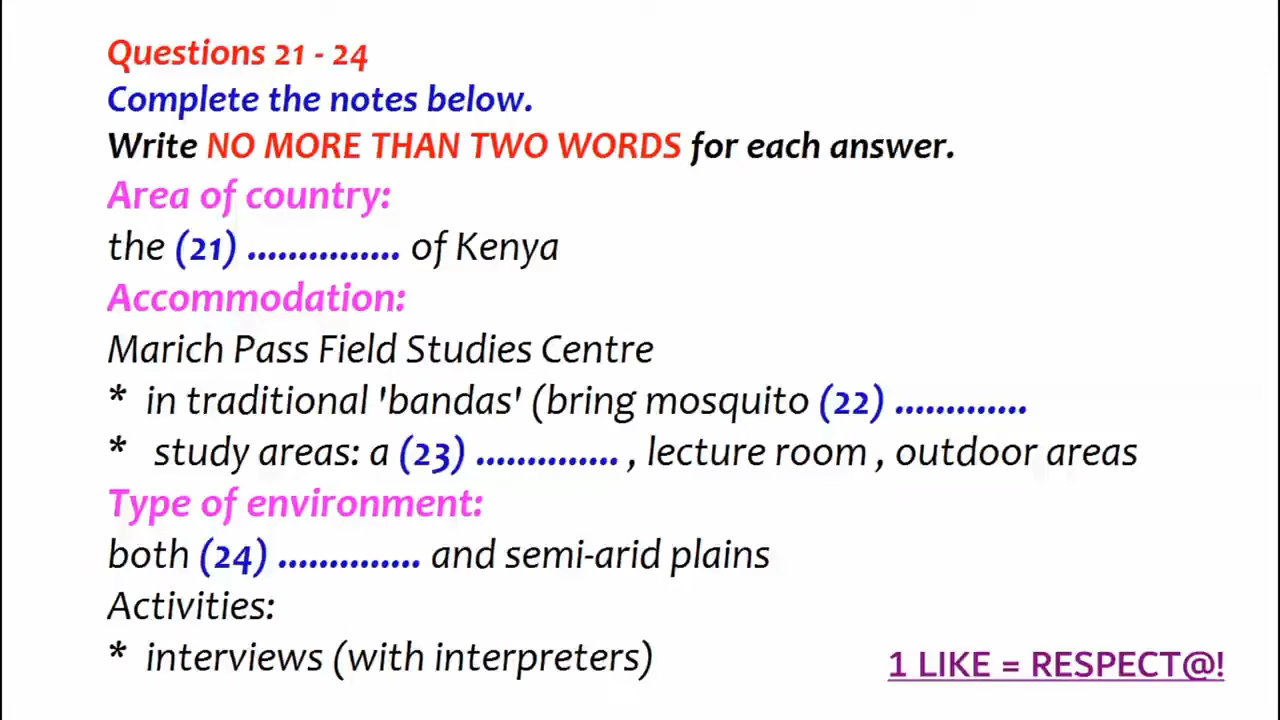 Questions 21 - 24
Complete the notes below.
Write NO MORE THAN TWO WORDS for each answer.
Area of country:
the (21) ............... of Kenya
Accommodation:
Marich Pass Field Studies Centre
* in traditional 'bandas' (bring mosquito (22) .............
* study areas: a (23) .............. , lecture room , outdoor areas
Type of environment:
both (24) .............. and semi-arid plains
Activities:
* interviews (with interpreters)
1 LIKE = RESPECT@!